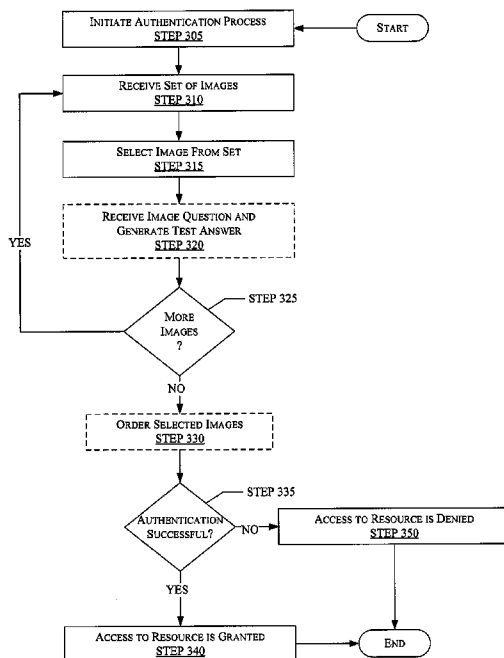 INITIATE AUTHENTICATION PROCESS
STEP 305
START
RECEIVE SET OF IMAGES
STEP 310
SELECT IMAGE FROM SET
STEP 315
RECEIVE IMAGE QUESTION AND
GENERATE TEST ANSWER
STEP 320
YES
STEP 325
MORE
IMAGES
?
NO
ORDER SELECTED IMAGES
STEP 330
STEP 335
AUTHENTICATION
SUCCESSFUL?
NO
ACCESS TO RESOURCE IS DENIED
STEP 350
YES
ACCESS TO RESOURCE IS GRANTED
STEP 340
END